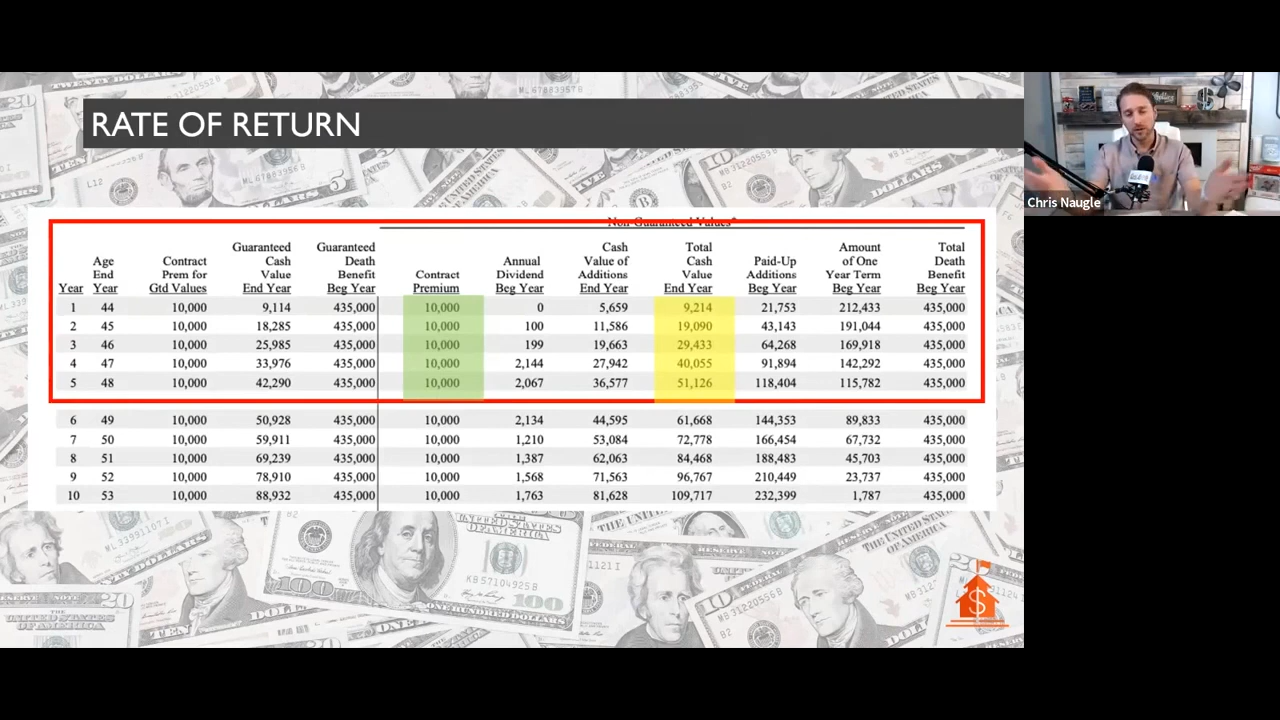 RATE OF RETURN
Chris Naugle
Non-Guaranteed Values*
Year Age End Year Contract Prem for Gtd Values Guaranteed Cash Value End Year Guaranteed Death Benefit Beg Year Contract Premium Annual Dividend Beg Year Cash Value of Additions End Year Total Cash Value End Year Paid-Up Additions Beg Year Amount of One Year Term Beg Year Total Death Benefit Beg Year
1 44 10,000 9,114 435,000 10,000 0 5,659 9,214 21,753 212,433 435,000
2 45 10,000 18,285 435,000 10,000 100 11,586 19,090 43,143 191,044 435,000
3 46 10,000 25,985 435,000 10,000 199 19,663 29,433 64,268 169,918 435,000
4 47 10,000 33,976 435,000 10,000 2,144 27,942 40,055 91,894 142,292 435,000
5 48 10,000 42,290 435,000 10,000 2,067 36,577 51,126 118,404 115,782 435,000
6 49 10,000 50,928 435,000 10,000 2,134 44,595 61,668 144,353 89,833 435,000
7 50 10,000 59,911 435,000 10,000 1,210 53,084 72,778 166,454 67,732 435,000
8 51 10,000 69,239 435,000 10,000 1,387 62,063 84,468 188,483 45,703 435,000
9 52 10,000 78,910 435,000 10,000 1,568 71,563 96,767 210,449 23,737 435,000
10 53 10,000 88,932 435,000 10,000 1,763 81,628 109,717 232,399 1,787 435,000